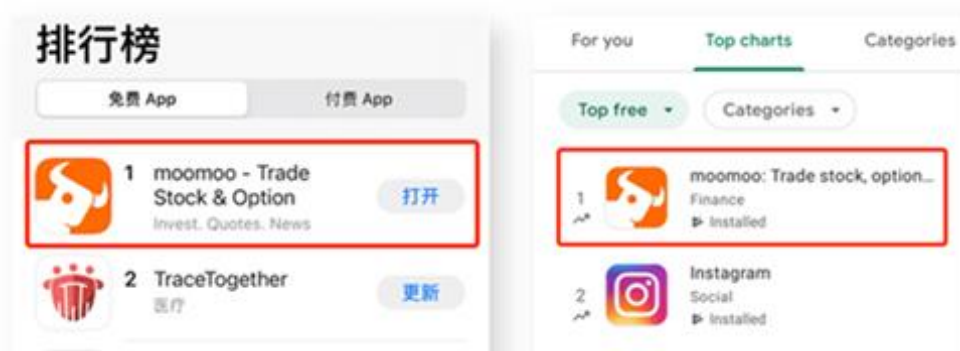 排行榜
免费 App
付费 App
1 moomoo - Trade
Stock & Option
Invest. Quotes. News
打开
2 TraceTogether
医疗
更新
For you
Top charts
Categories
Top free
Categories
1
moomoo: Trade stock, option...
Finance
Installed
2
Instagram
Social
Installed